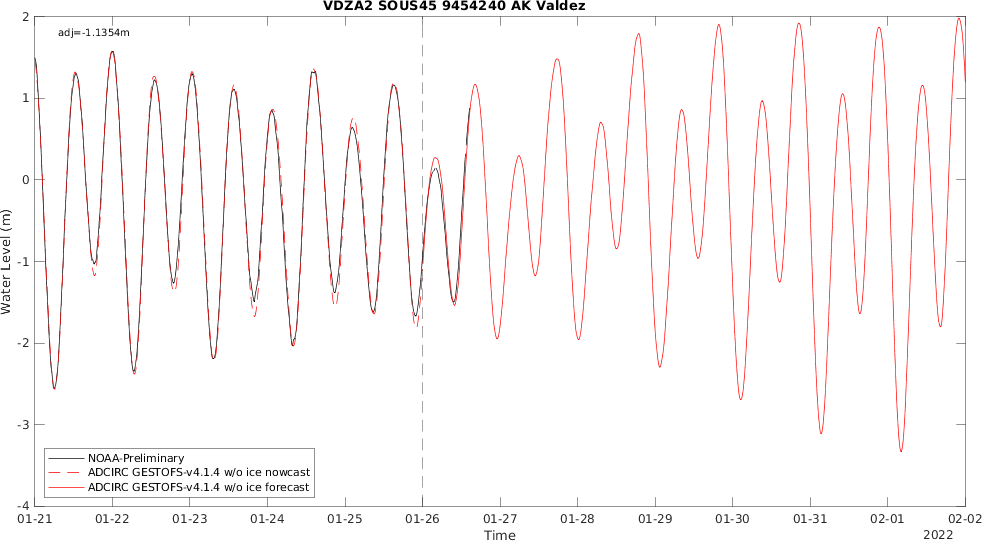 VDZA2 SOUS45 9454240 AK Valdez
adj=-1.1354m
2
1
0
-1
-2
-3
-4
Water Level (m)
NOAA-Preliminary
ADCIRC GESTOFS-v4.1.4 w/o ice nowcast
ADCIRC GESTOFS-v4.1.4 w/o ice forecast
01-21 01-22 01-23 01-24 01-25 01-26 01-27 01-28 01-29 01-30 01-31 02-01 02-02
Time
2022